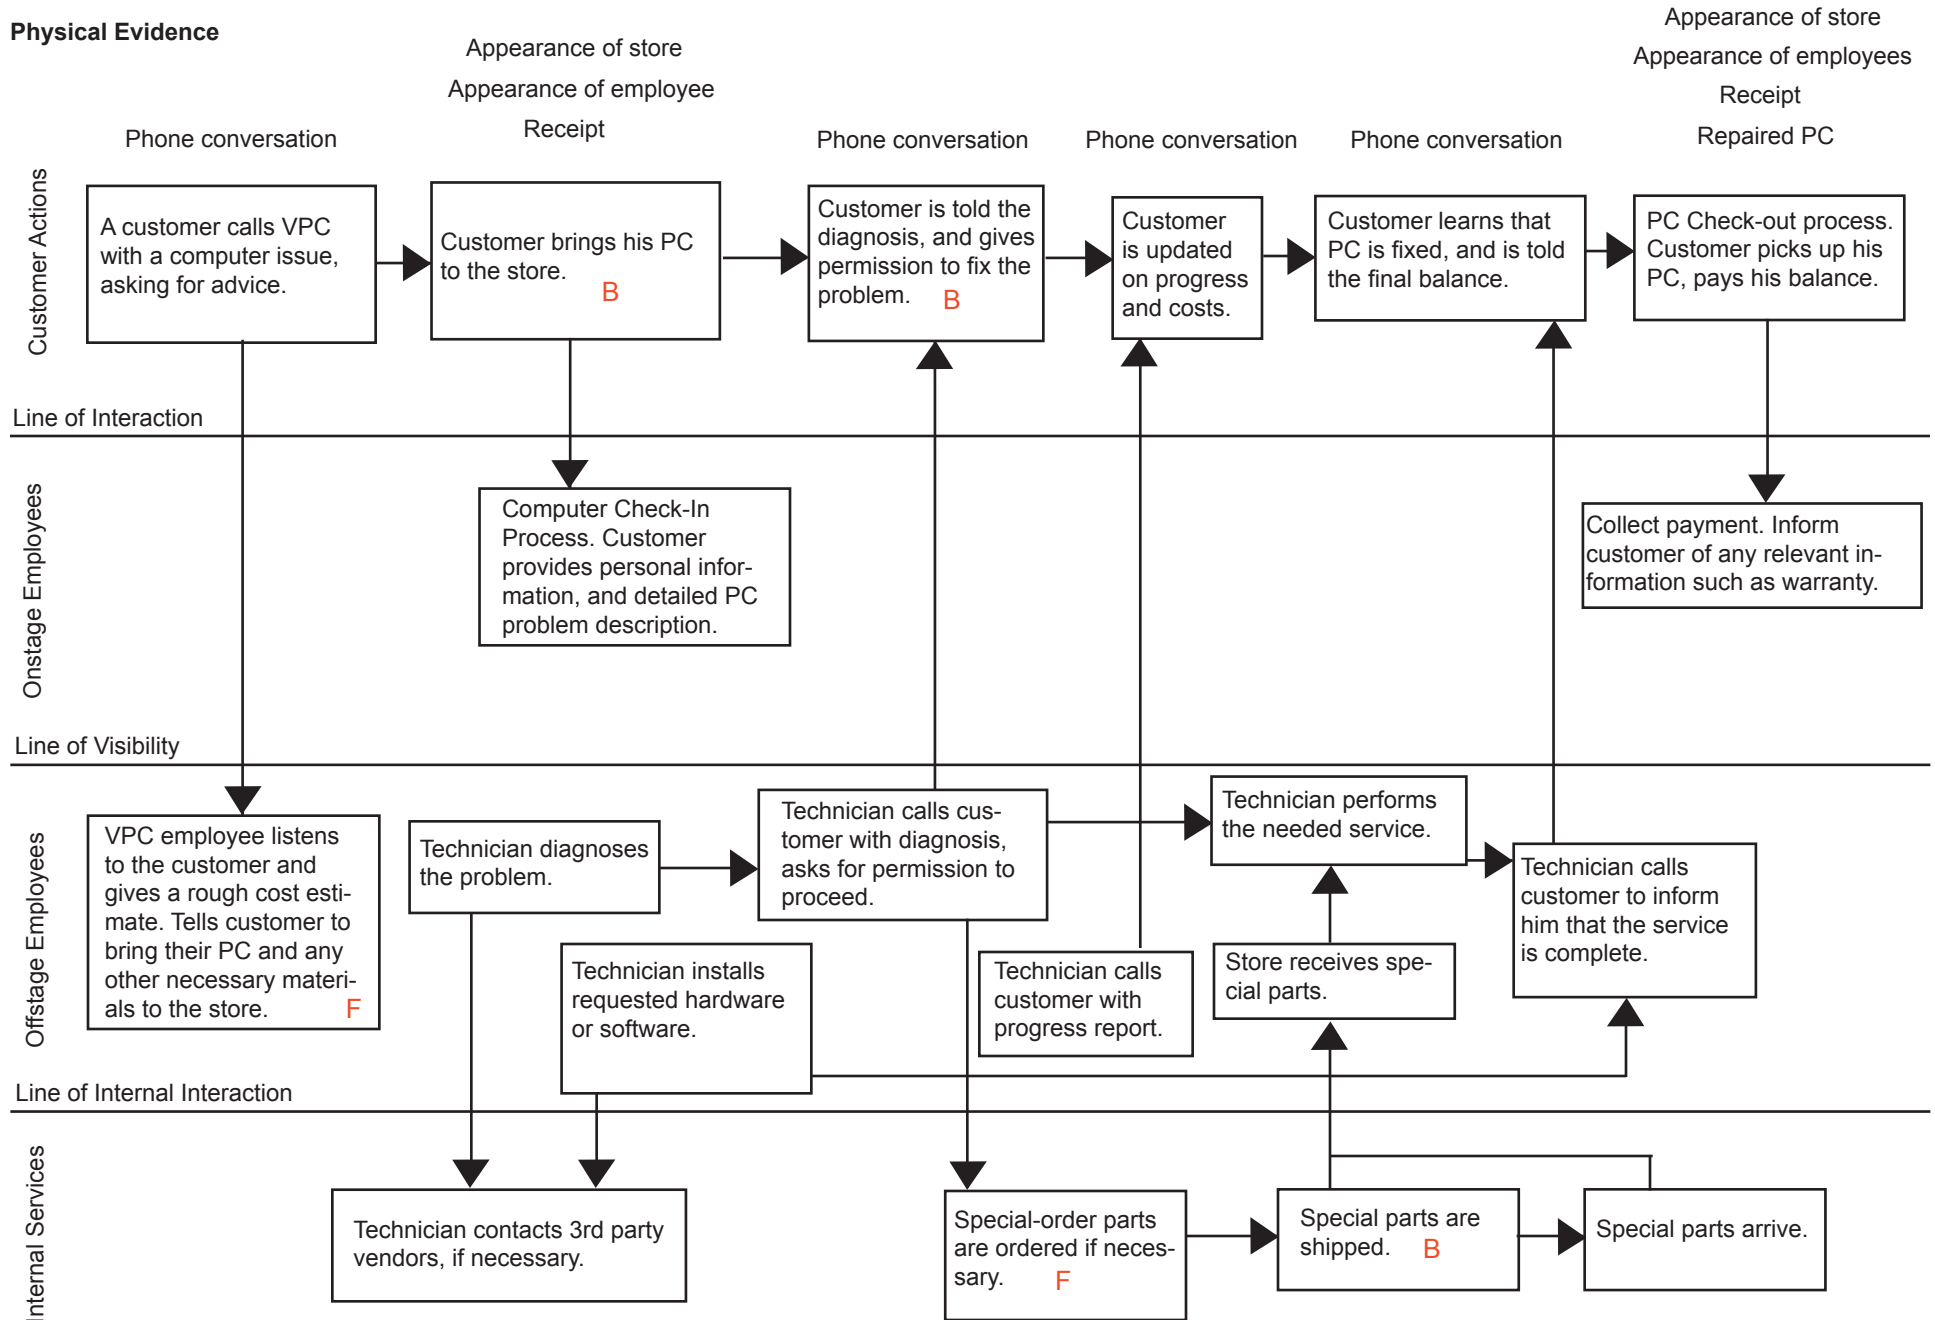 Physical Evidence
Appearance of store
Appearance of employee
Receipt
Appearance of store
Appearance of employees
Receipt
Repaired PC
Phone conversation
Phone conversation
Phone conversation
Phone conversation
Customer Actions
A customer calls VPC
with a computer issue,
asking for advice.
Customer brings his PC
to the store.
B
Customer is told the
diagnosis, and gives
permission to fix the
problem.
B
Customer
is updated
on progress
and costs.
Customer learns that
PC is fixed, and is told
the final balance.
PC Check-out process.
Customer picks up his
PC, pays his balance.
Line of Interaction
Onstage Employees
Computer Check-In
Process. Customer
provides personal infor-
mation, and detailed PC
problem description.
Collect payment. Inform
customer of any relevant in-
formation such as warranty.
Line of Visibility
Offstage Employees
VPC employee listens
to the customer and
gives a rough cost esti-
mate. Tells customer to
bring their PC and any
other necessary materi-
als to the store.
F
Technician diagnoses
the problem.
Technician calls cus-
tomer with diagnosis,
asks for permission to
proceed.
Technician performs
the needed service.
Technician calls
customer to inform
him that the service
is complete.
Technician installs
requested hardware
or software.
Technician calls
customer with
progress report.
Store receives spe-
cial parts.
Line of Internal Interaction
Internal Services
Technician contacts 3rd party
vendors, if necessary.
Special-order parts
are ordered if neces-
sary.
F
Special parts are
shipped.
B
Special parts arrive.